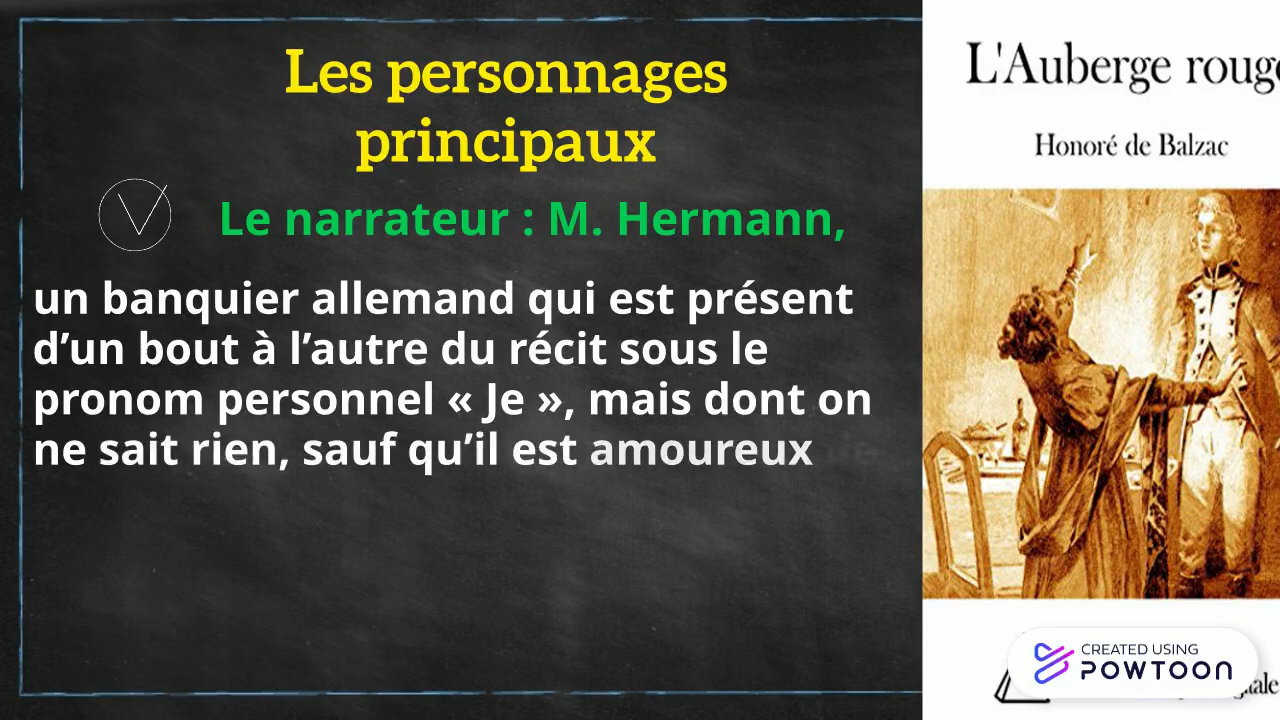 Les personnages
principaux
Le narrateur : M. Hermann,
un banquier allemand qui est présent
d’un bout à l’autre du récit sous le
pronom personnel « Je », mais dont on
ne sait rien, sauf qu’il est amoureux
L'Auberge rouge
Honoré de Balzac
CREATED USING
POWTOON